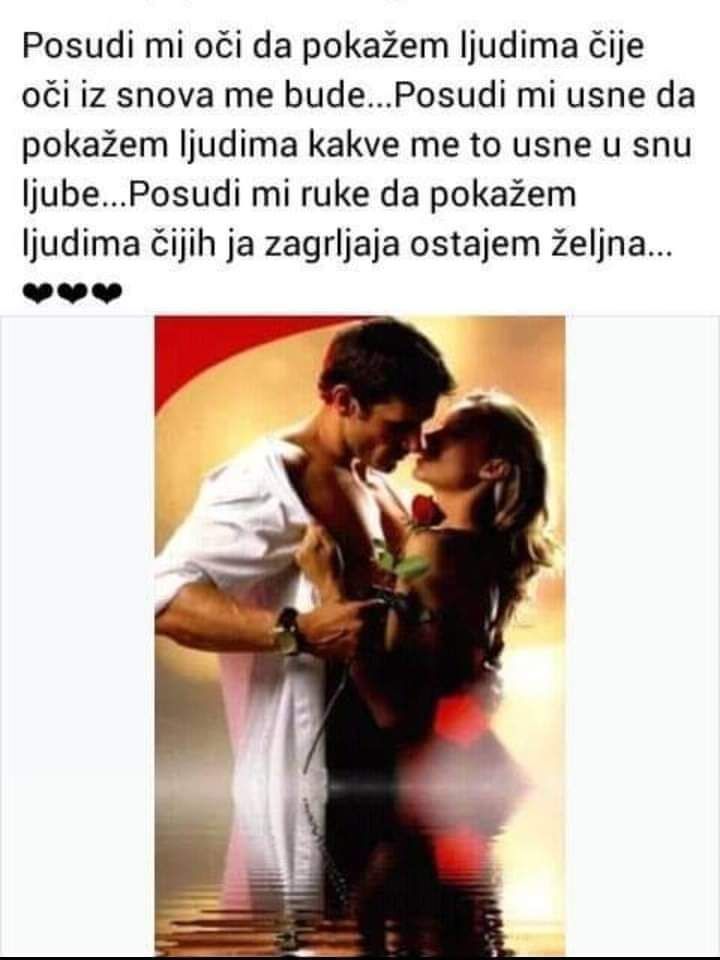 Posudi mi oči da pokažem ljudima čije
oči iz snova me bude...Posudi mi usne da
pokažem ljudima kakve me to usne u snu
ljube...Posudi mi ruke da pokažem
ljudima čijih ja zagrljaja ostajem željna...
❤❤❤